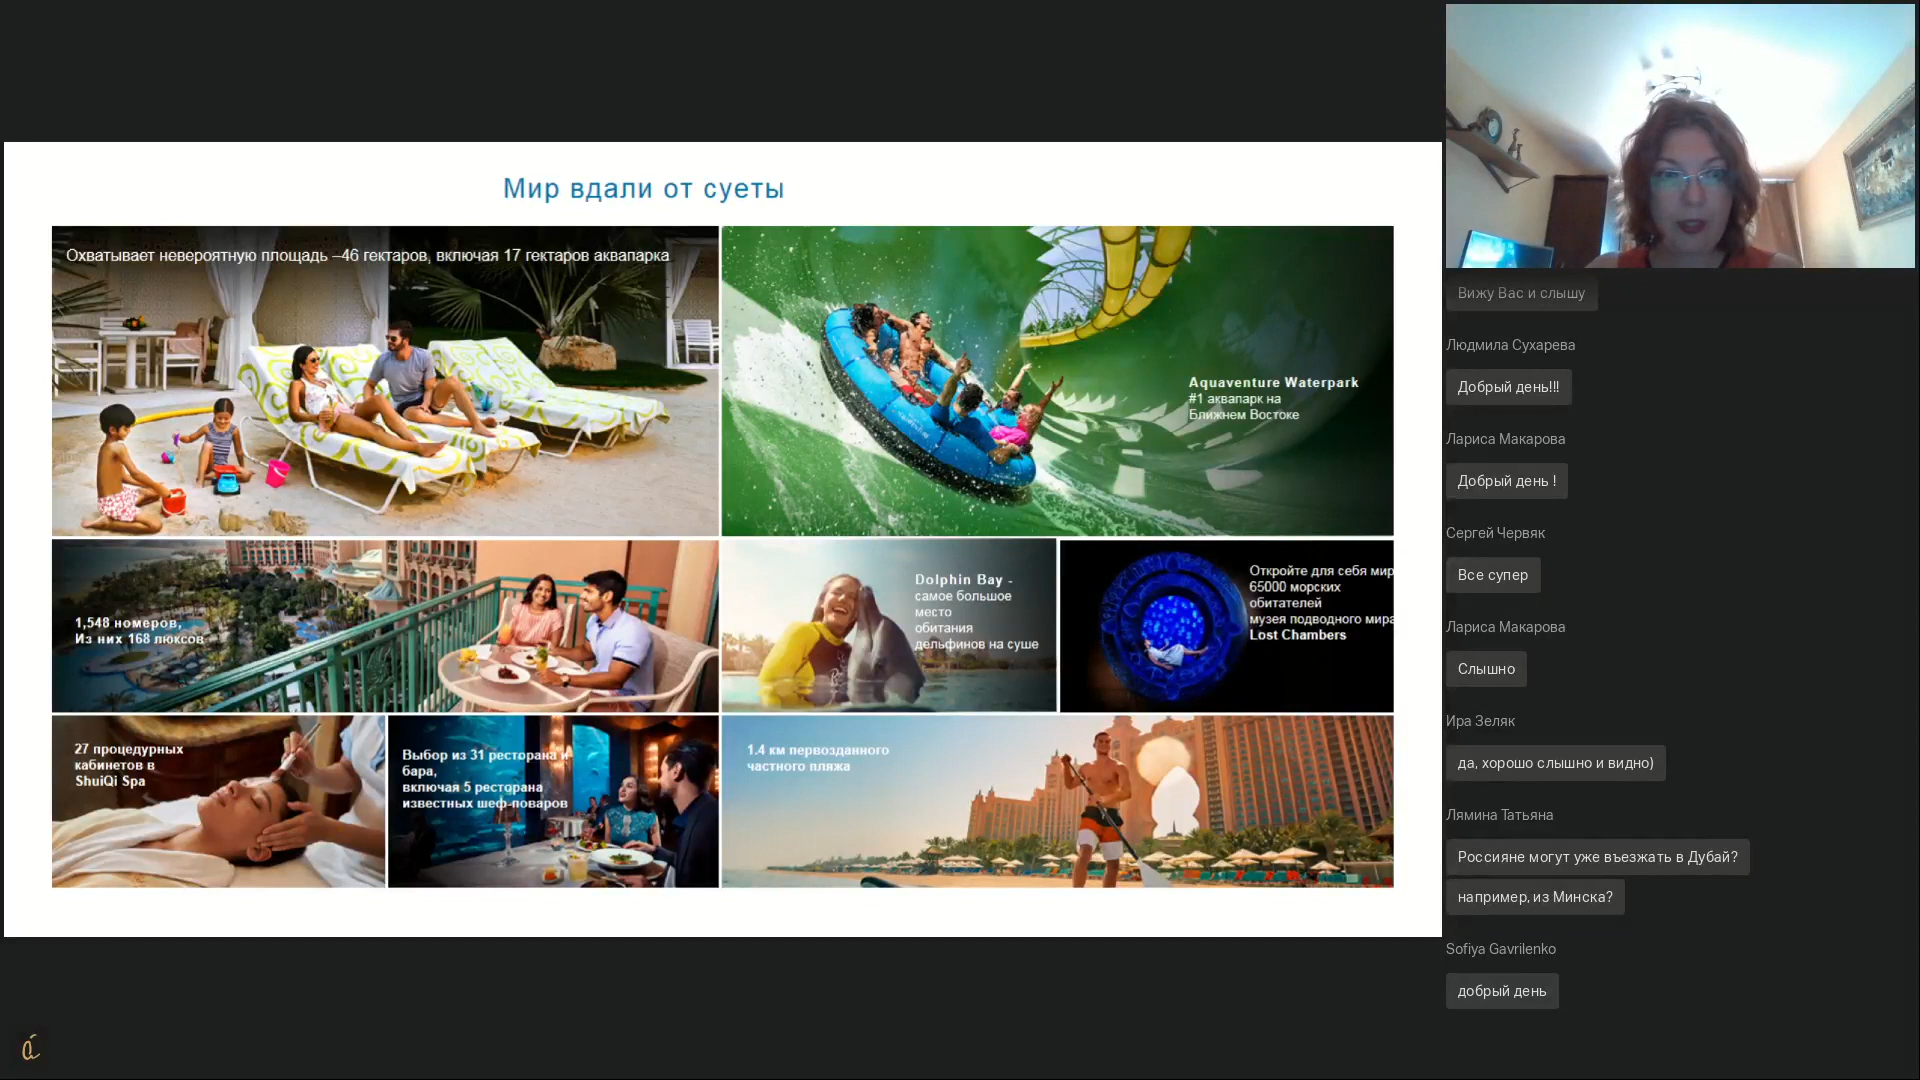 Мир вдали от суеты
Охватывает невероятную площадь –46 гектаров, включая 17 гектаров аквапарка
Aquaventure Waterpark
#1 аквапарк на
Ближнем Востоке
1,548 номеров,
Из них 168 люксов
Dolphin Bay -
самое большое
место
обитания
дельфинов на суше
Откройте для себя мир
65000 морских
обитателей
музея подводного мира
Lost Chambers
27 процедурных
кабинетов в
ShuiQi Spa
Выбор из 31 ресторана и
бара,
включая 5 ресторана
известных шеф-поваров
1.4 км первозданного
частного пляжа
á
Вижу Вас и слышу
Людмила Сухарева
Добрый день!!!
Лариса Макарова
Добрый день !
Сергей Червяк
Все супер
Лариса Макарова
Слышно
Ира Зеляк
да, хорошо слышно и видно)
Лямина Татьяна
Россияне могут уже въезжать в Дубай?
например, из Минска?
Sofiya Gavrilenko
добрый день